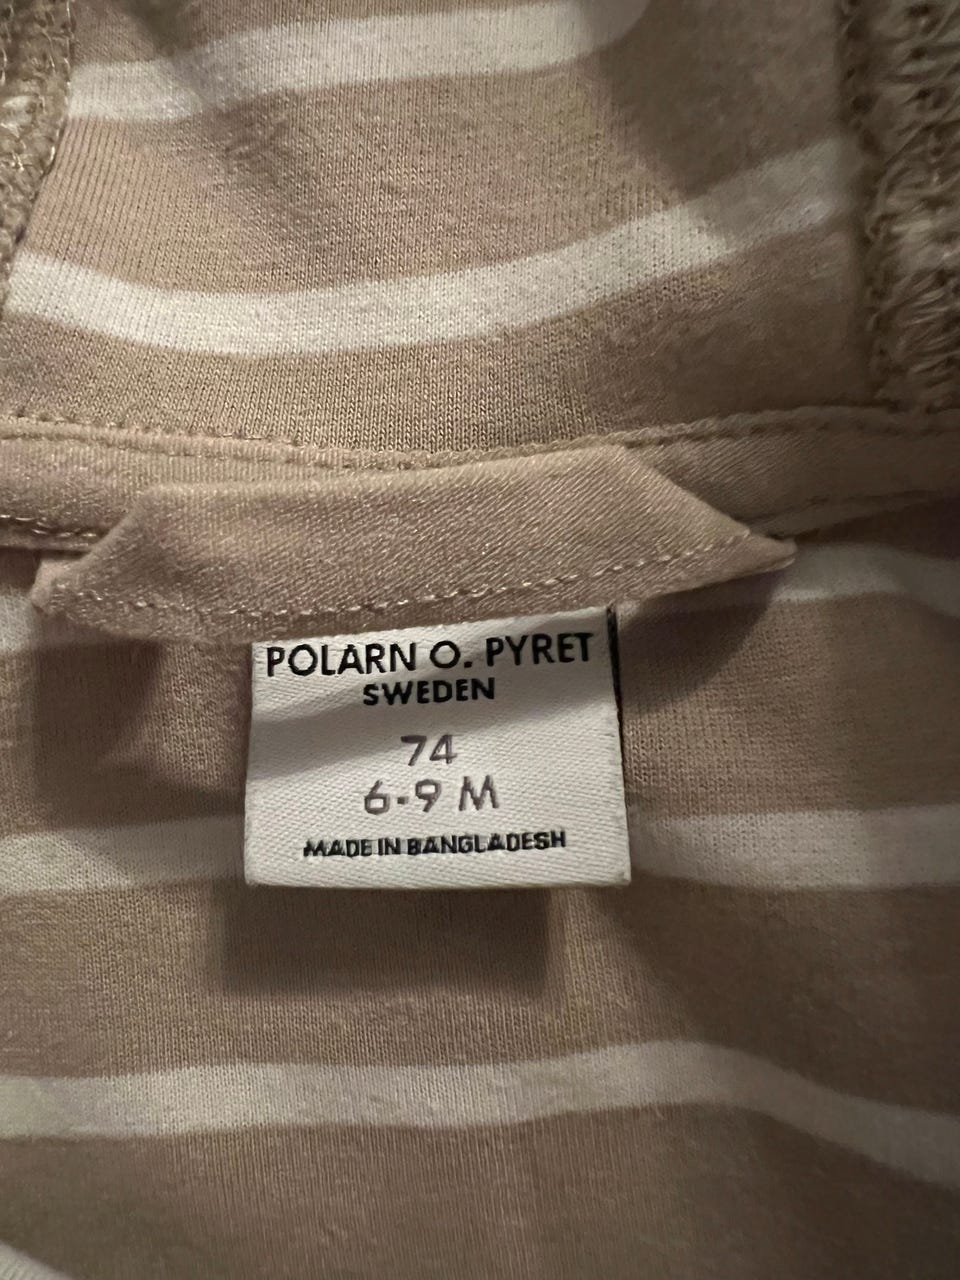 POLARN O. PYRET
SWEDEN
74
6-9 M
MADE IN BANGLADESH